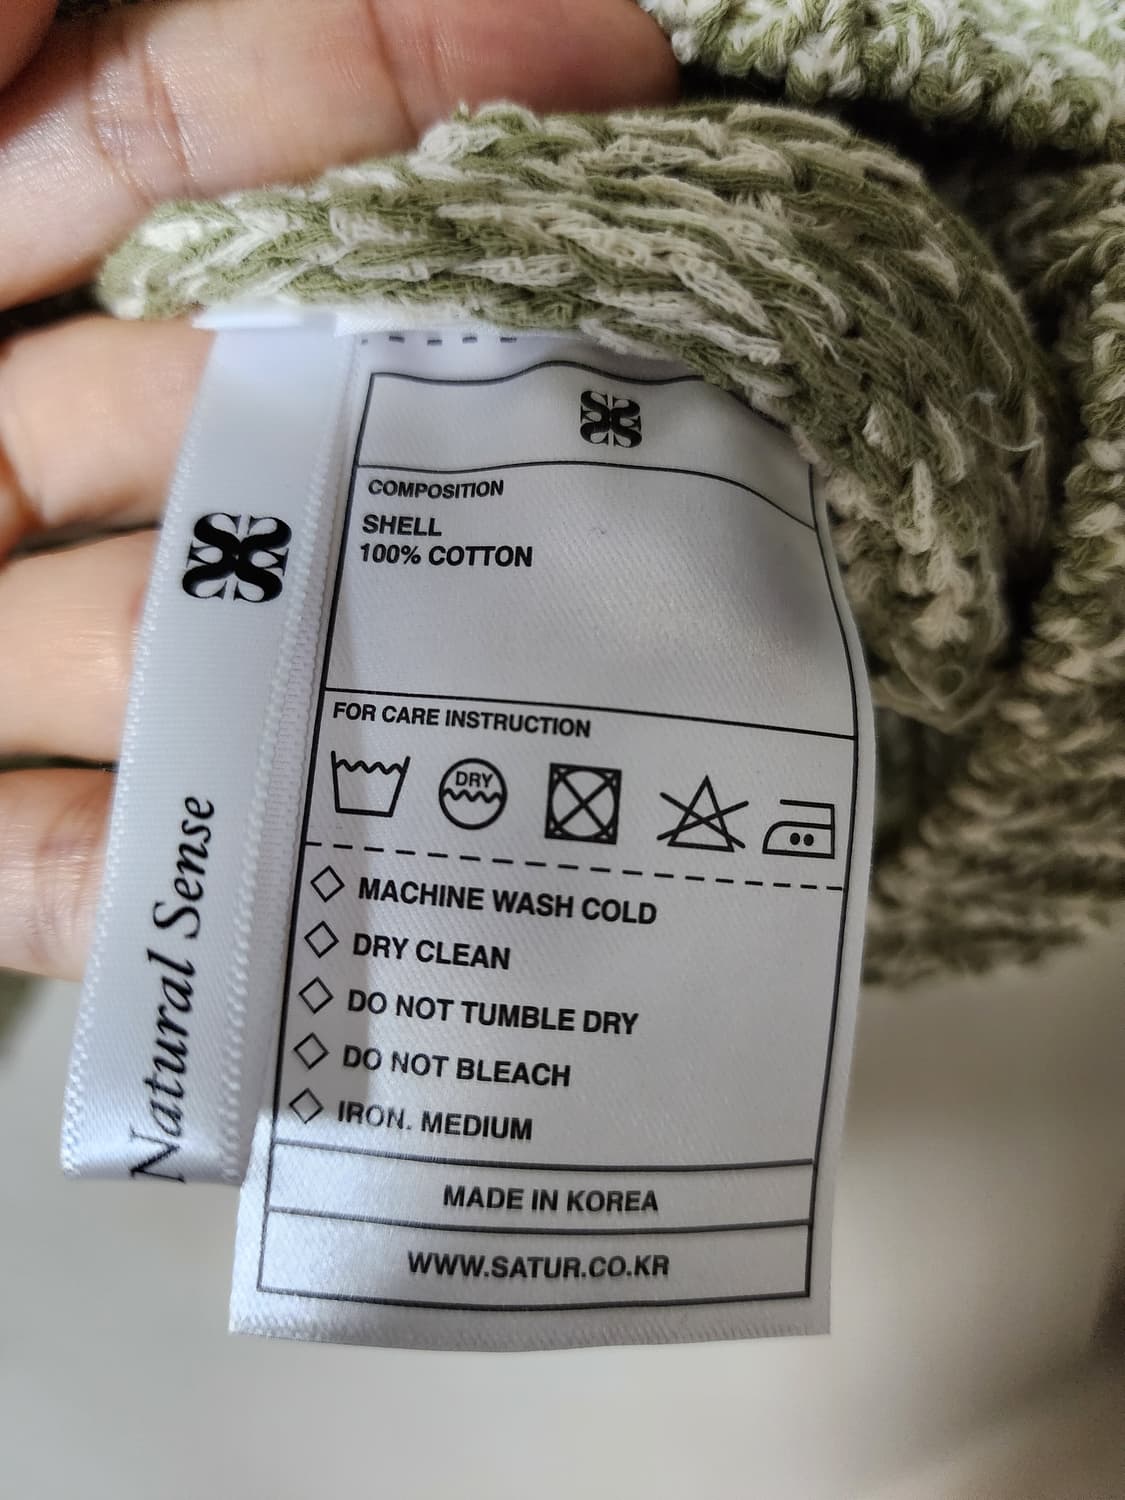 COMPOSITION
SHELL
100% COTTON
FOR CARE INSTRUCTION
DRY
MACHINE WASH COLD
DRY CLEAN
DO NOT TUMBLE DRY
DO NOT BLEACH
IRON. MEDIUM
MADE IN KOREA
WWW.SATUR.CO.KR
Natural Sense